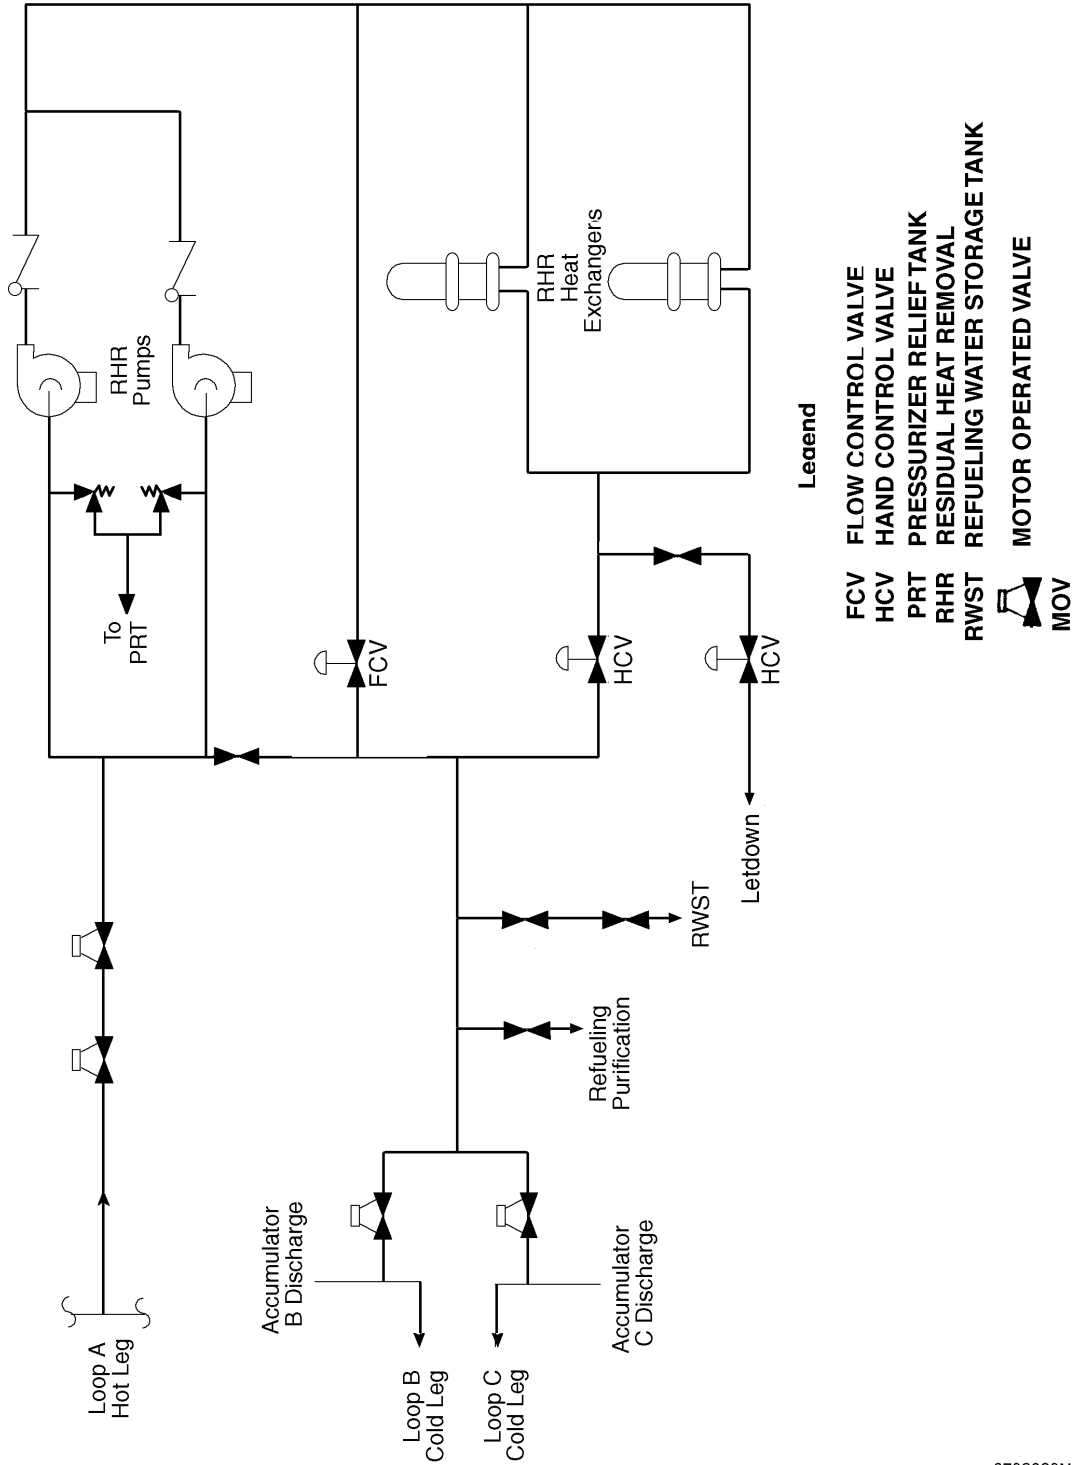 RHR
Pumps
To
PRT
RHR
Heat
Exchangers
FCV
HCV
HCV
Letdown
RWST
Refueling
Purification
Accumulator
B Discharge
Accumulator
C Discharge
Loop A
Hot Leg
Loop B
Cold Leg
Loop C
Cold Leg
Legend
FCV FLOW CONTROL VALVE
HCV HAND CONTROL VALVE
PRT PRESSURIZER RELIEF TANK
RHR RESIDUAL HEAT REMOVAL
RWST REFUELING WATER STORAGE TANK
MOV MOTOR OPERATED VALVE